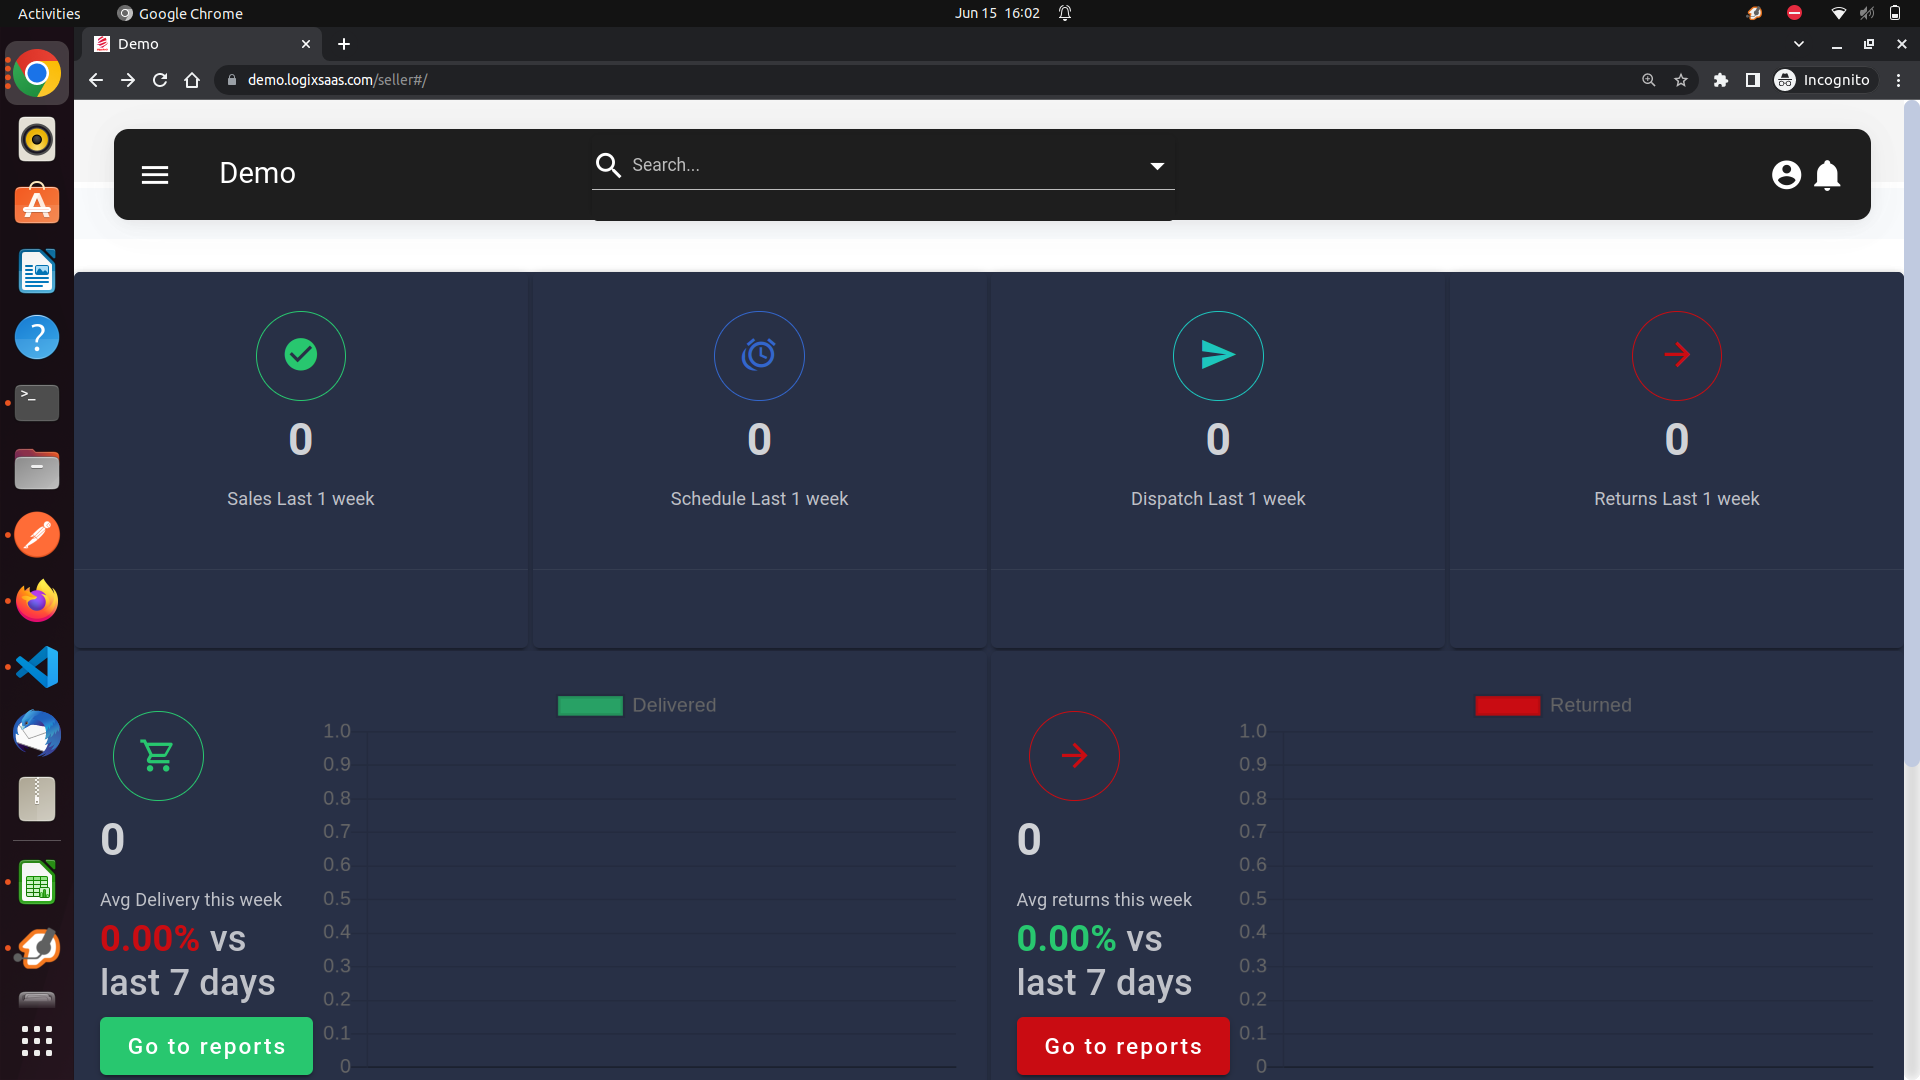 Activities
Google Chrome
Jun 15 16:02
Demo
demo.logixsaas.com/seller#/
Incognito
Demo
Search...
0
Sales Last 1 week
0
Schedule Last 1 week
0
Dispatch Last 1 week
0
Returns Last 1 week
0
Avg Delivery this week
0.00% vs
last 7 days
Go to reports
Delivered
1.0
0.9
0.8
0.7
0.6
0.5
0.4
0.3
0.2
0.1
0
0
Avg returns this week
0.00% vs
last 7 days
Go to reports
Returned
1.0
0.9
0.8
0.7
0.6
0.5
0.4
0.3
0.2
0.1
0